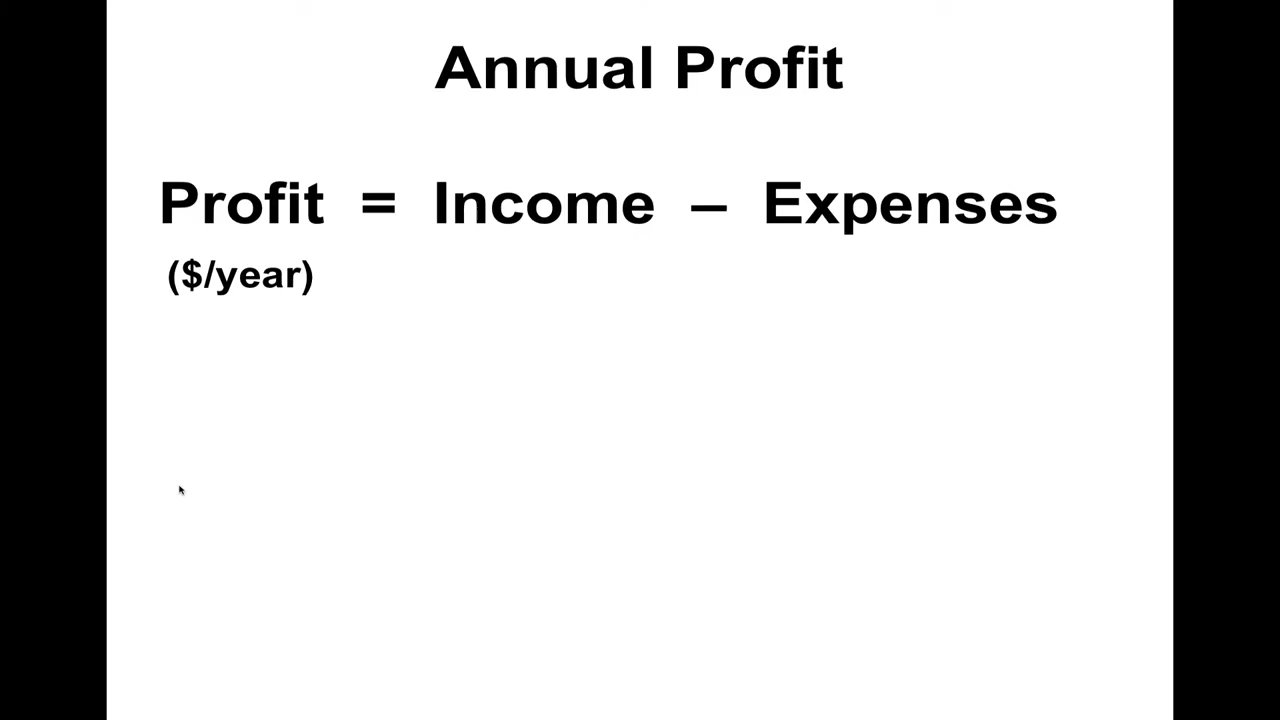 Annual Profit
Profit = Income – Expenses
($/year)